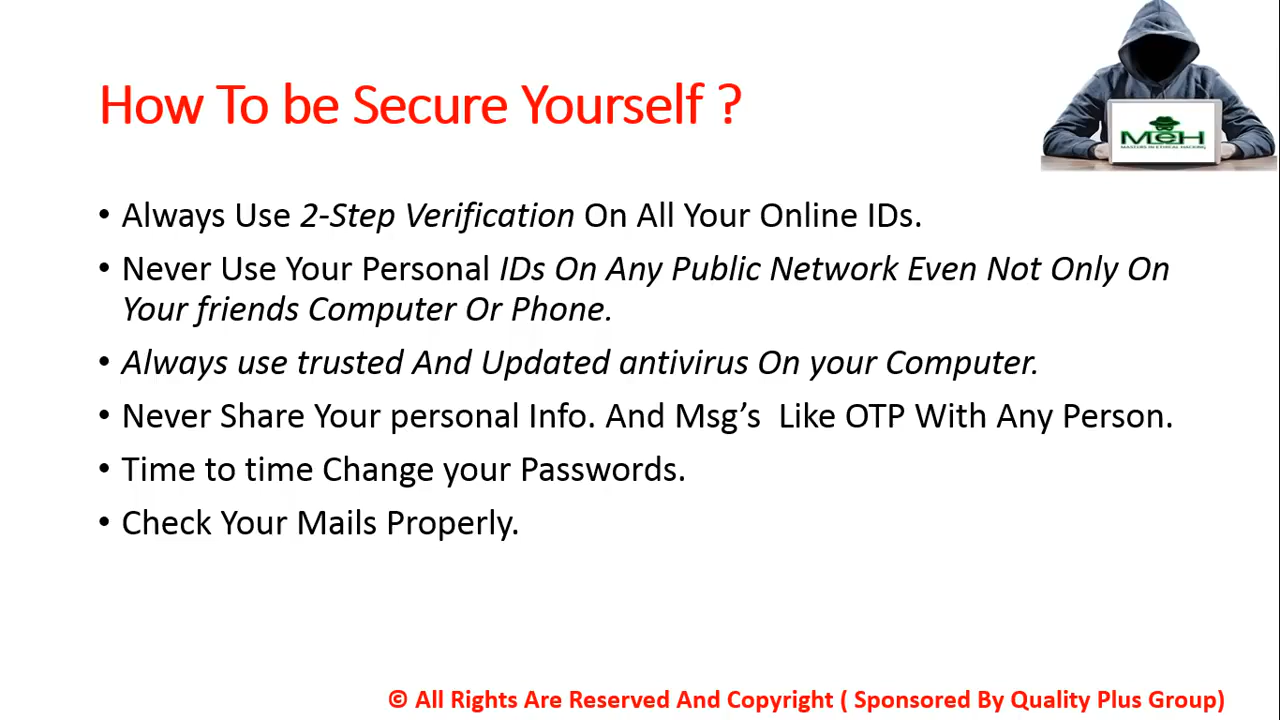 How To be Secure Yourself ?
MeH
MASTERS IN ETHICAL HACKING
• Always Use 2-Step Verification On All Your Online IDs.
• Never Use Your Personal IDs On Any Public Network Even Not Only On
Your friends Computer Or Phone.
• Always use trusted And Updated antivirus On your Computer.
• Never Share Your personal Info. And Msg’s  Like OTP With Any Person.
• Time to time Change your Passwords.
• Check Your Mails Properly.
© All Rights Are Reserved And Copyright ( Sponsored By Quality Plus Group)